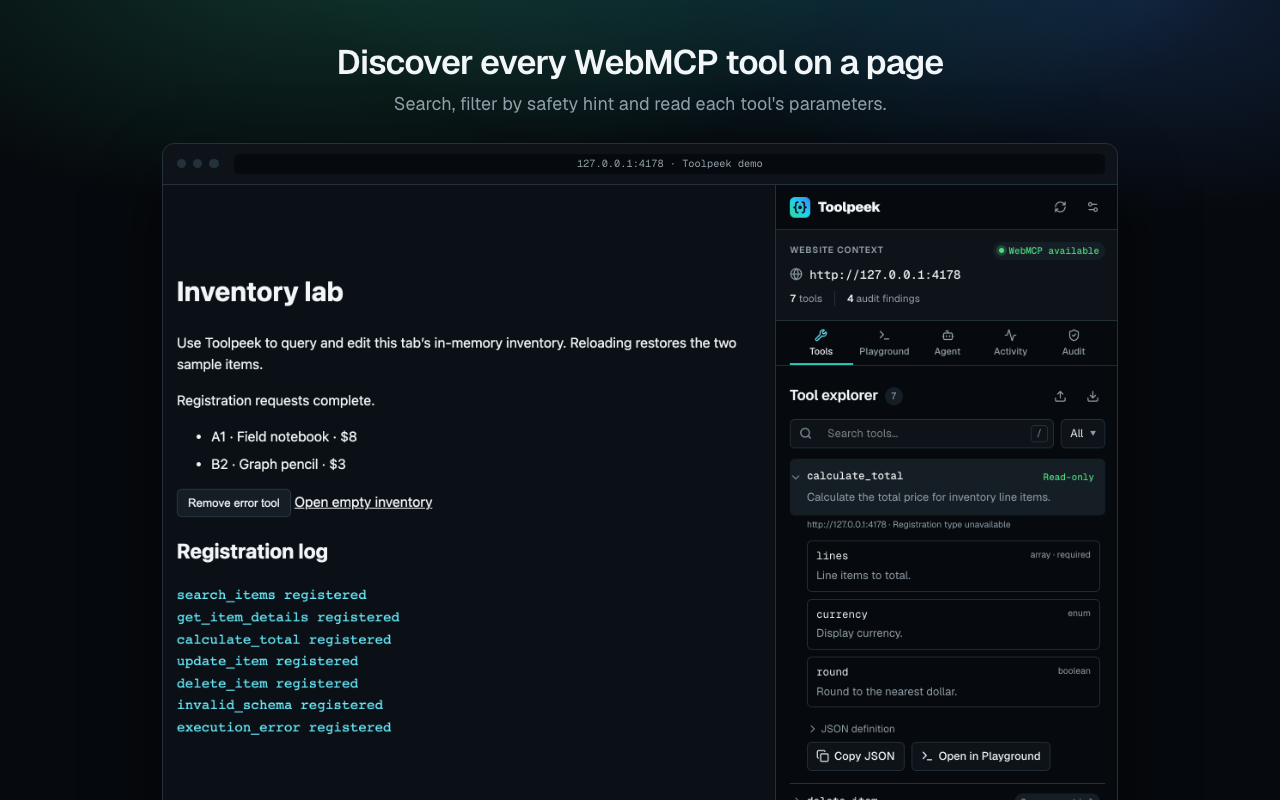 Discover every WebMCP tool on a page
Search, filter by safety hint and read each tool's parameters.
127.0.0.1:4178 · Toolpeek demo
Inventory lab
Use Toolpeek to query and edit this tab's in-memory inventory. Reloading restores the two
sample items.
Registration requests complete.
• A1 · Field notebook · $8
• B2 · Graph pencil · $3
Remove error tool Open empty inventory
Registration log
search_items registered
get_item_details registered
calculate_total registered
update_item registered
delete_item registered
invalid_schema registered
execution_error registered
Toolpeek
WEBSITE CONTEXT WebMCP available
http://127.0.0.1:4178
7 tools 4 audit findings
Tools Playground Agent Activity Audit
Tool explorer 7
Search tools… / All
calculate_total Read-only
Calculate the total price for inventory line items.
http://127.0.0.1:4178 · Registration type unavailable
lines array · required
Line items to total.
currency enum
Display currency.
round boolean
Round to the nearest dollar.
JSON definition
Copy JSON Open in Playground
delete_item